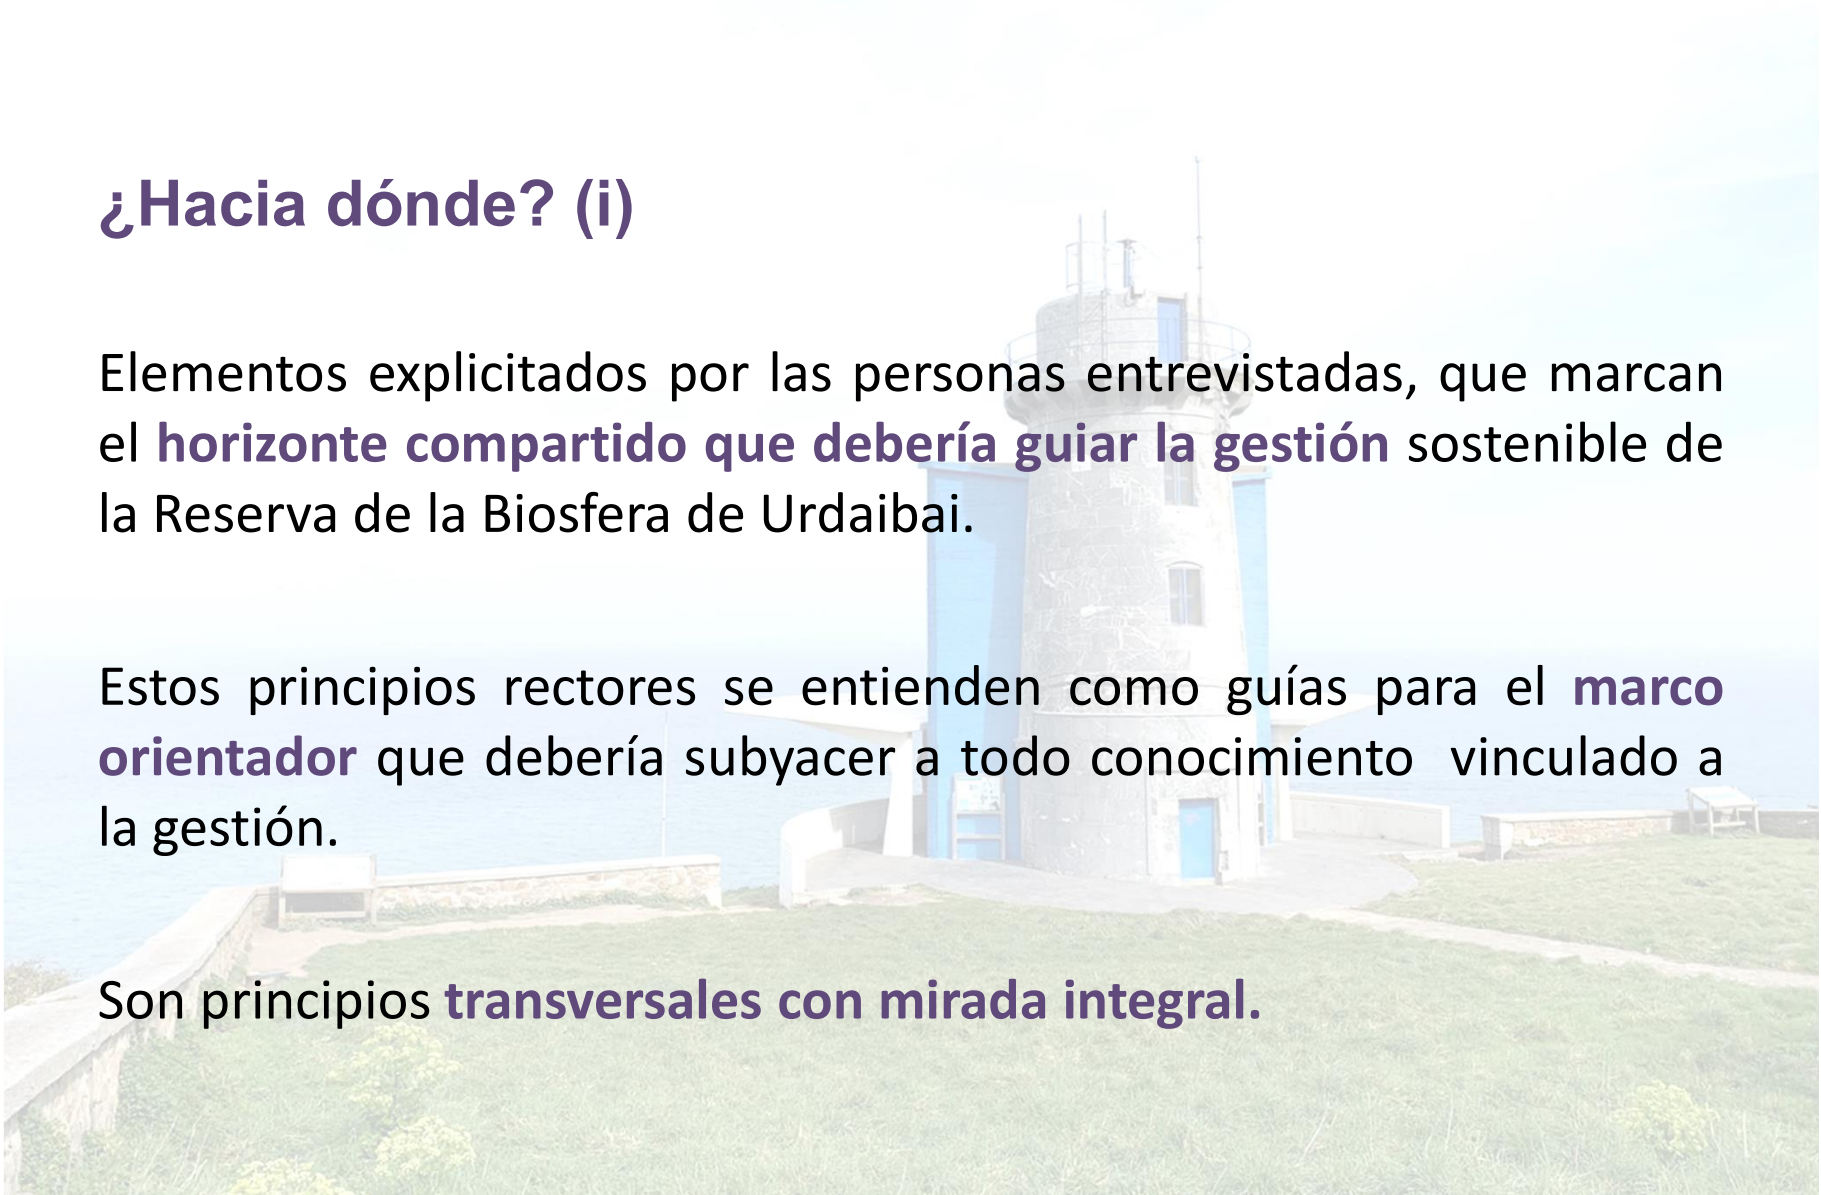 ¿Hacia dónde? (i)
Elementos explicitados por las personas entrevistadas, que marcan
el horizonte compartido que debería guiar la gestión sostenible de
la Reserva de la Biosfera de Urdaibai.
Estos principios rectores se entienden como guías para el marco
orientador que debería subyacer a todo conocimiento  vinculado a
la gestión.
Son principios transversales con mirada integral.